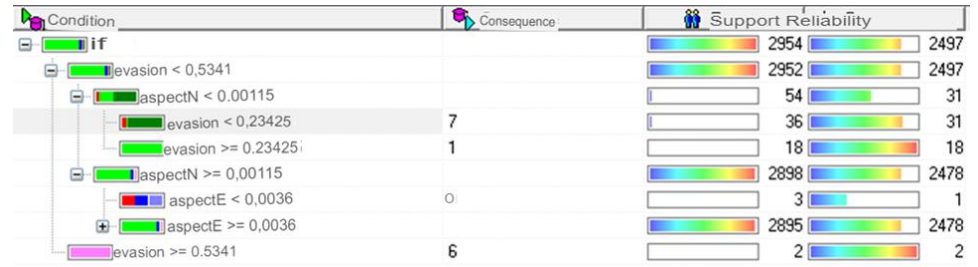 Condition Consequence Support Reliability
if 2954 2497
evasion < 0,5341 2952 2497
aspectN < 0.00115 54 31
evasion < 0,23425 7 36 31
evasion >= 0.23425 1 18 18
aspectN >= 0,00115 2898 2478
aspectE < 0,0036 0 3 1
aspectE >= 0,0036 2895 2478
evasion >= 0.5341 6 2 2